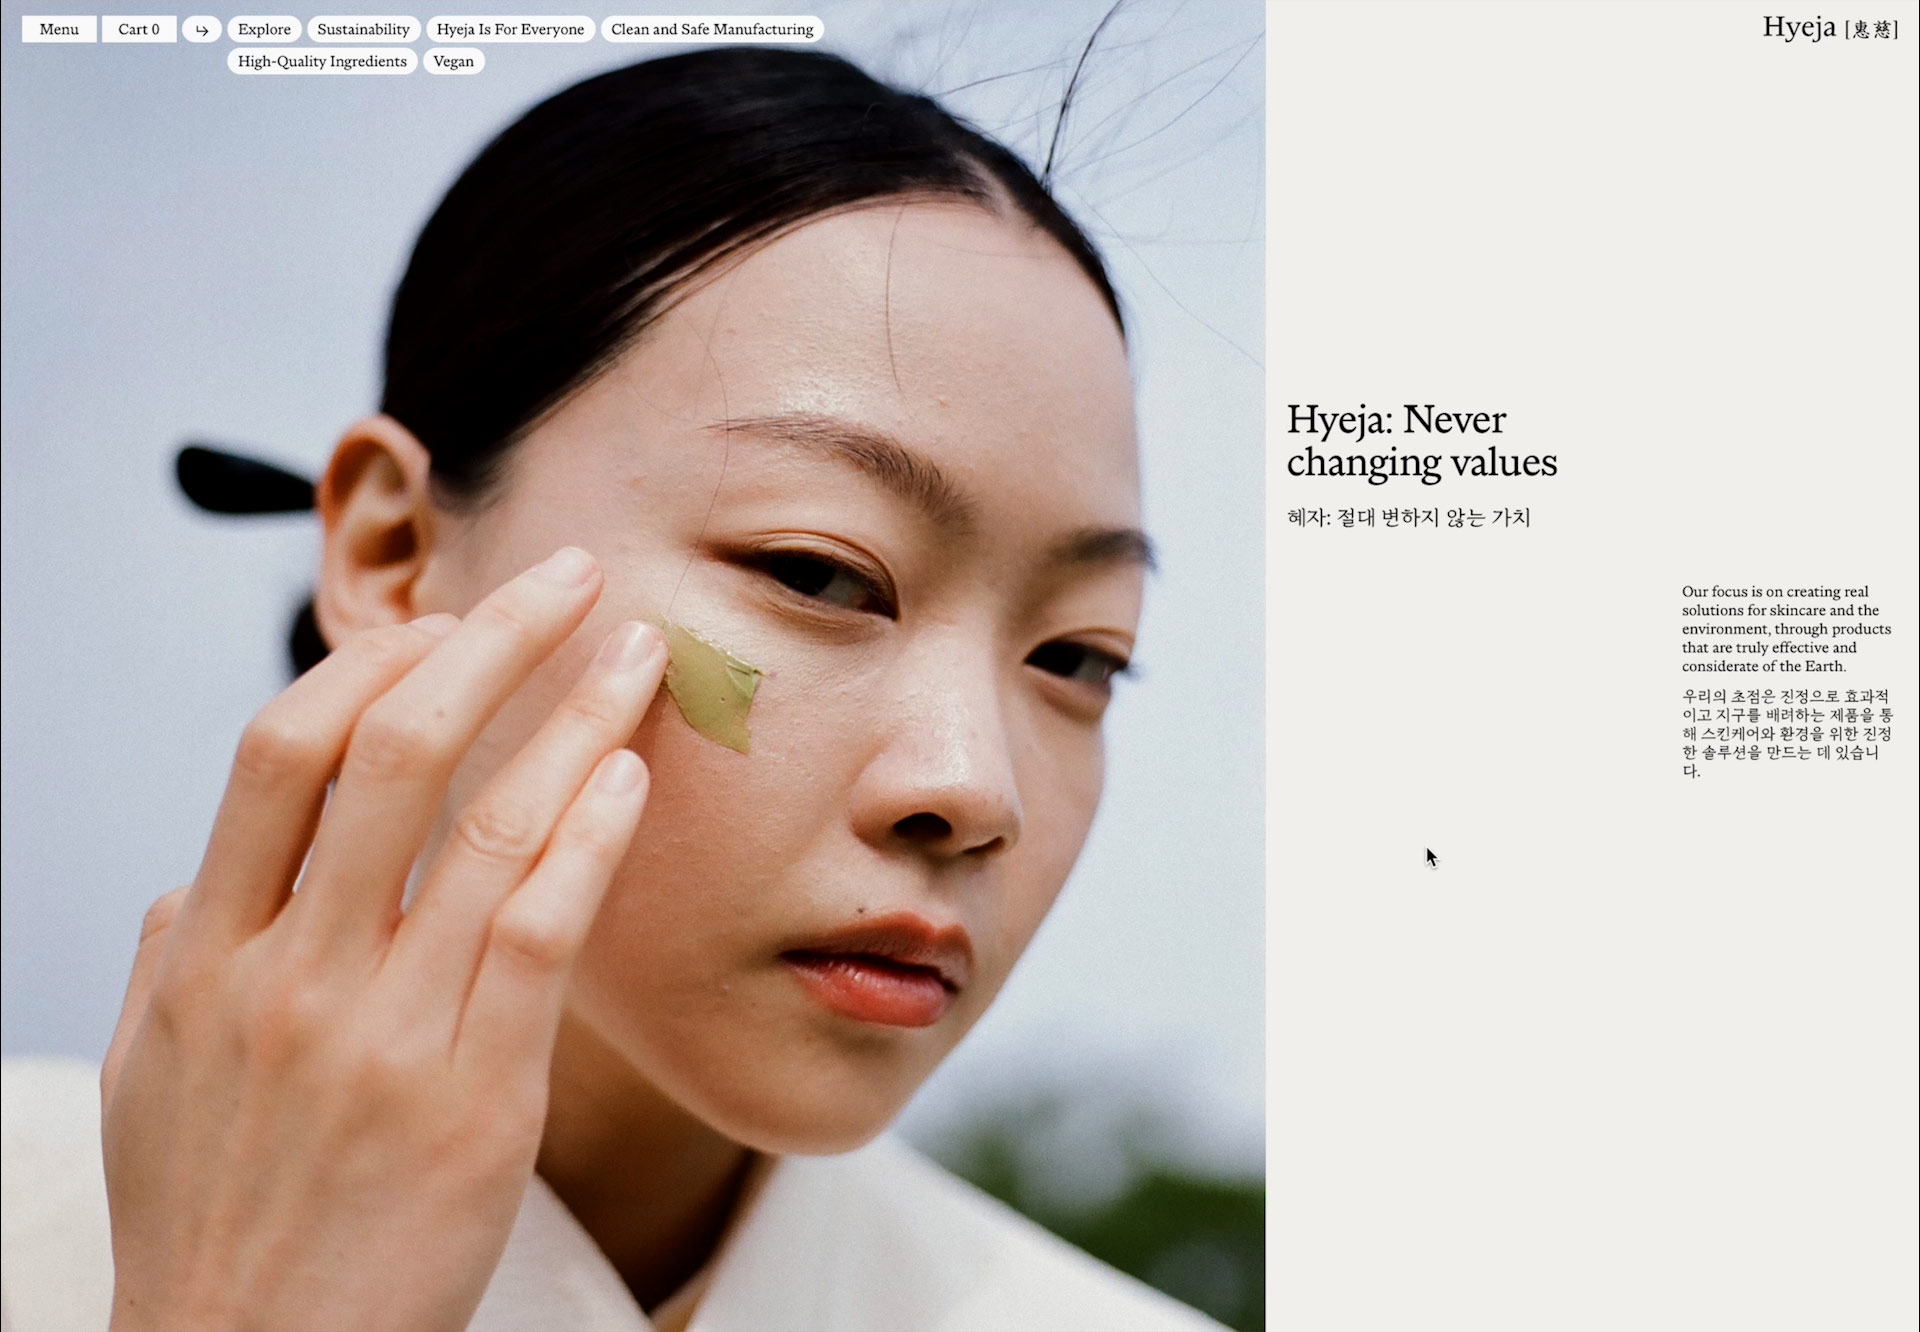 Menu Cart 0 ↳ Explore Sustainability Hyeja Is For Everyone Clean and Safe Manufacturing
High-Quality Ingredients Vegan
Hyeja [惠慈]
Hyeja: Never
changing values
혜자: 절대 변하지 않는 가치
Our focus is on creating real
solutions for skincare and the
environment, through products
that are truly effective and
considerate of the Earth.
우리의 초점은 진정으로 효과적
이고 지구를 배려하는 제품을 통
해 스킨케어와 환경을 위한 진정
한 솔루션을 만드는 데 있습니
다.